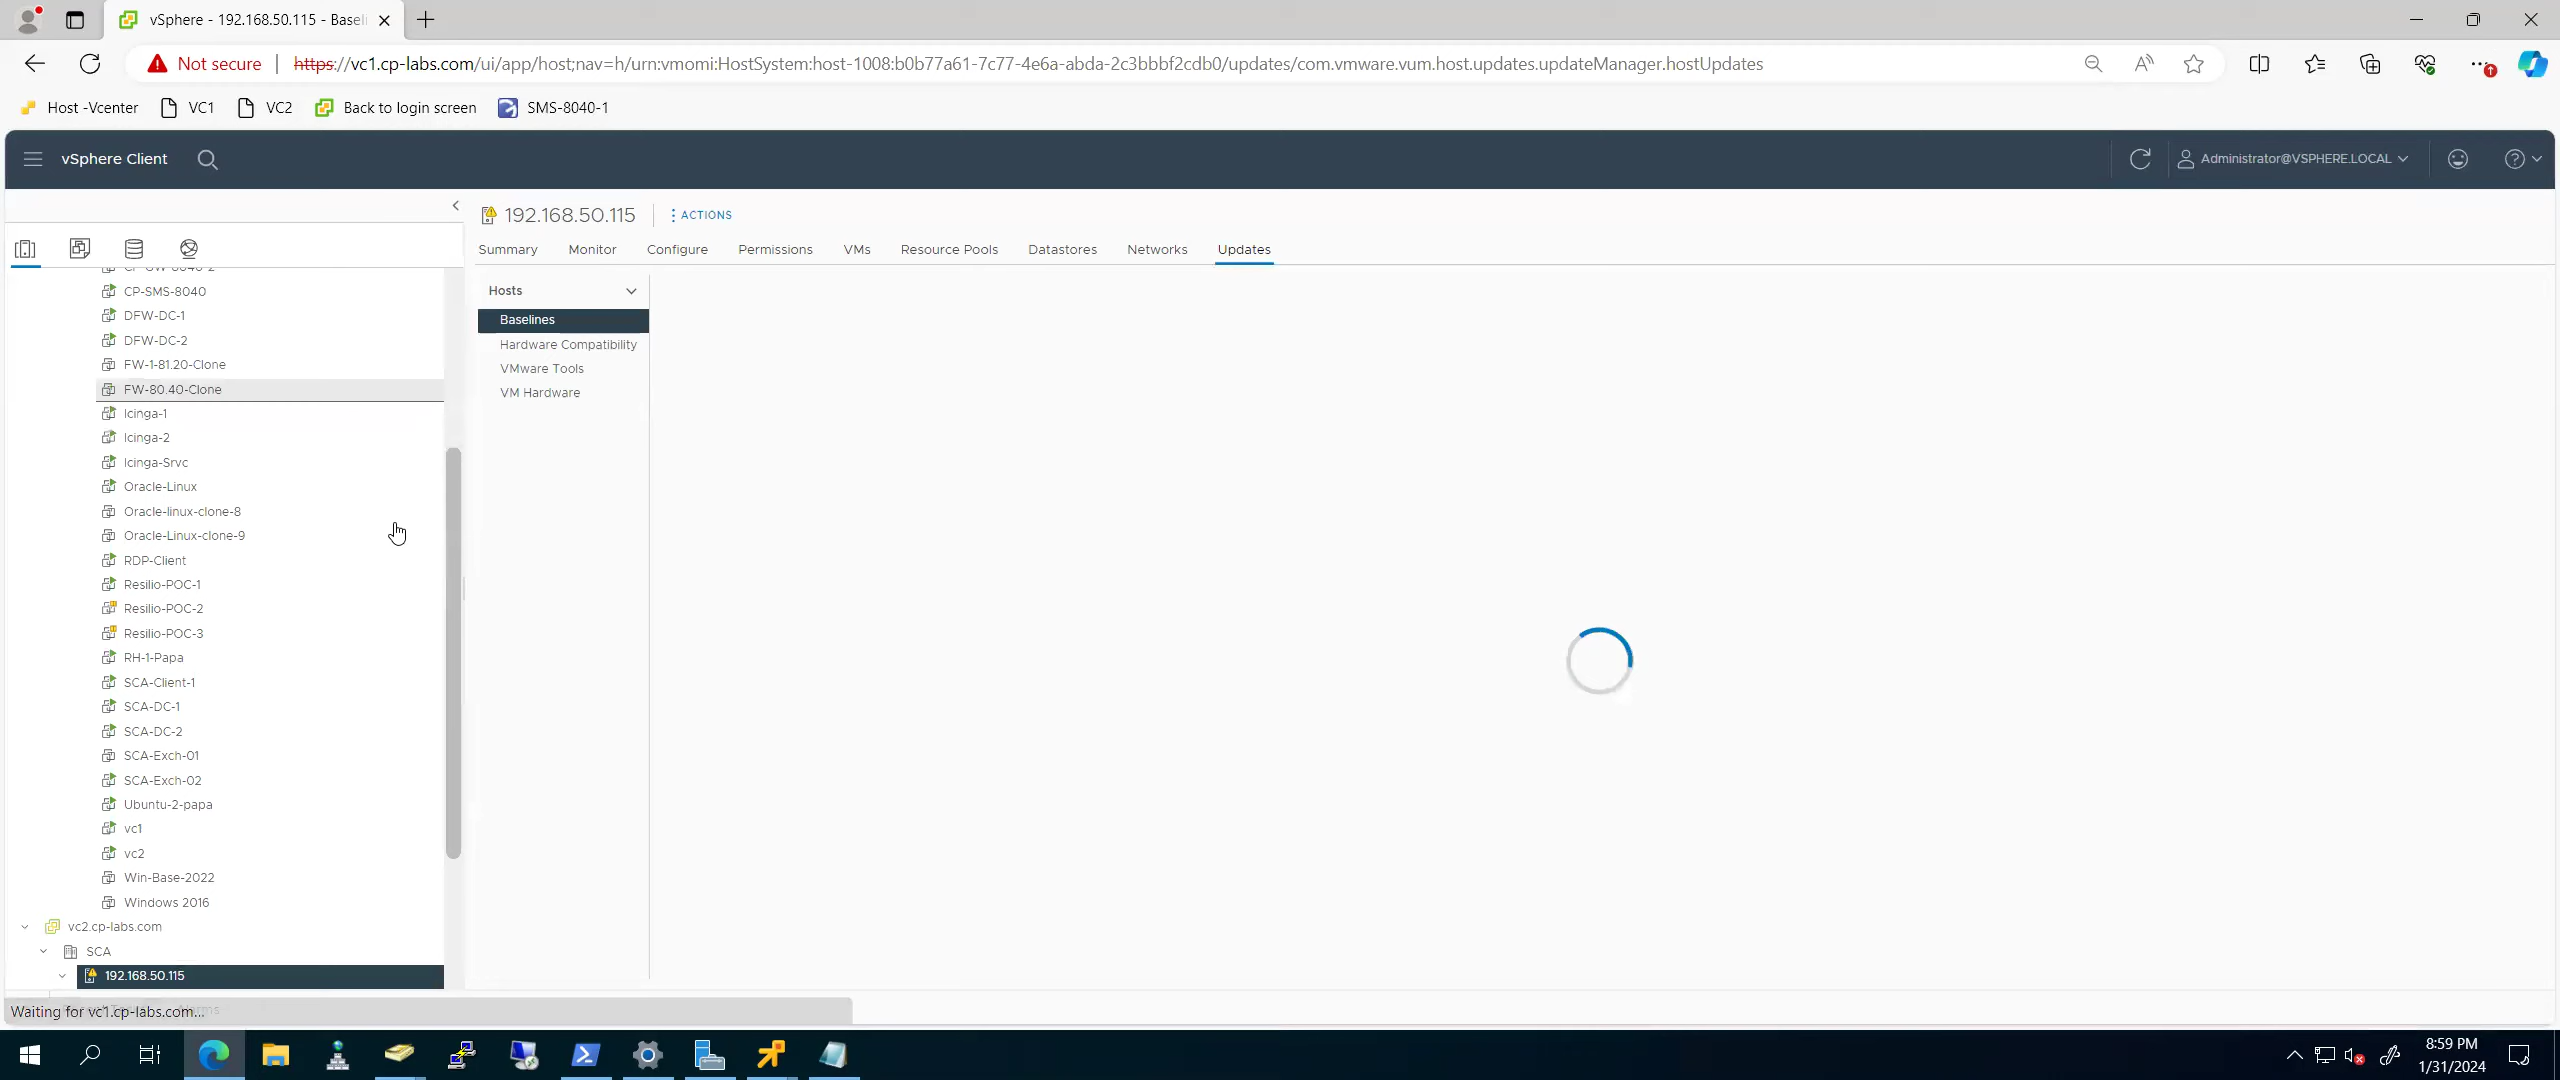 vSphere - 192.168.50.115 - Basel
Not secure
https://vc1.cp-labs.com/ui/app/host;nav=h/urn:vmomi:HostSystem:host-1008:b0b77a61-7c77-4e6a-abda-2c3bbbf2cdb0/updates/com.vmware.vum.host.updates.updateManager.hostUpdates
Host -Vcenter
VC1
VC2
Back to login screen
SMS-8040-1
vSphere Client
Administrator@VSPHERE.LOCAL
192.168.50.115
ACTIONS
Summary
Monitor
Configure
Permissions
VMs
Resource Pools
Datastores
Networks
Updates
Hosts
Baselines
Hardware Compatibility
VMware Tools
VM Hardware
CP-SMS-8040
DFW-DC-1
DFW-DC-2
FW-1-81.20-Clone
FW-80.40-Clone
Icinga-1
Icinga-2
Icinga-Srvc
Oracle-Linux
Oracle-linux-clone-8
Oracle-Linux-clone-9
RDP-Client
Resilio-POC-1
Resilio-POC-2
Resilio-POC-3
RH-1-Papa
SCA-Client-1
SCA-DC-1
SCA-DC-2
SCA-Exch-01
SCA-Exch-02
Ubuntu-2-papa
vc1
vc2
Win-Base-2022
Windows 2016
vc2.cp-labs.com
SCA
192.168.50.115
Waiting for vc1.cp-labs.com...
8:59 PM
1/31/2024